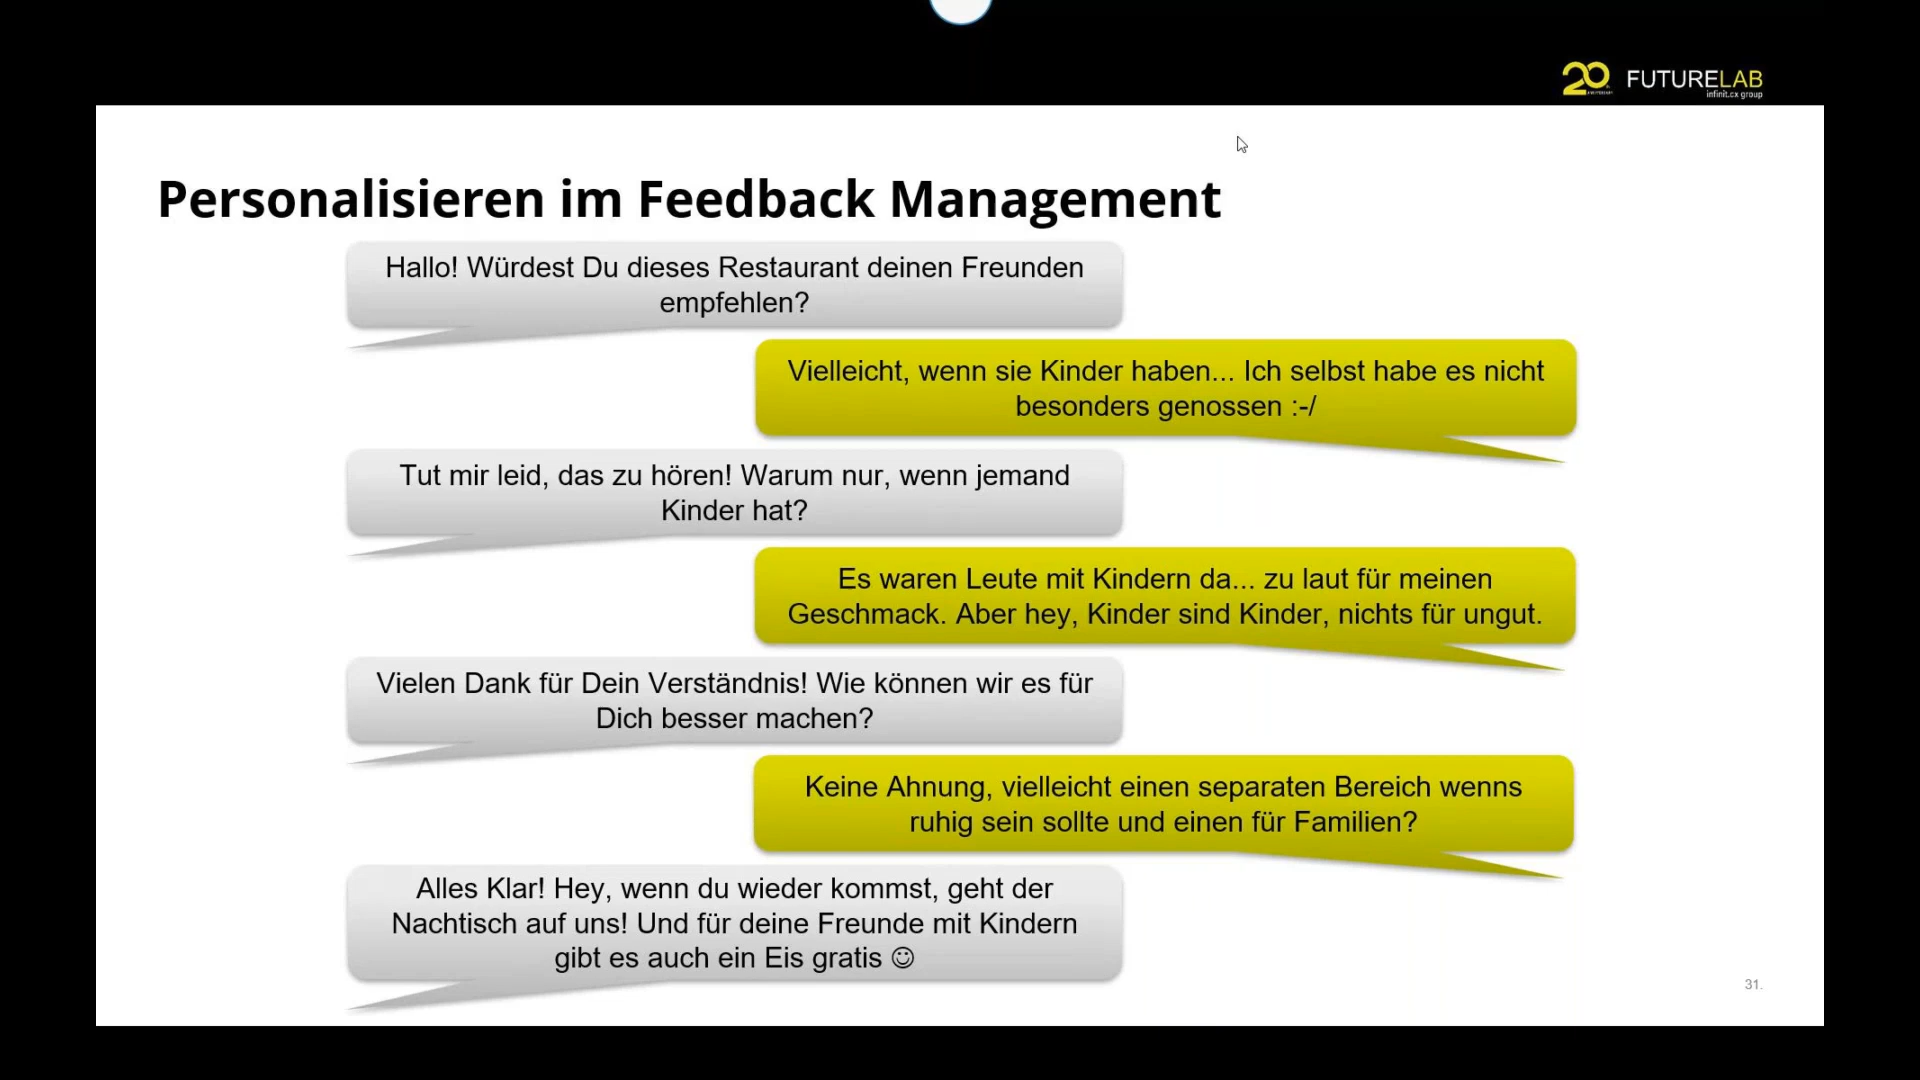 20 FUTURELAB
infinit.cx group
Personalisieren im Feedback Management
Hallo! Würdest Du dieses Restaurant deinen Freunden
empfehlen?
Vielleicht, wenn sie Kinder haben... Ich selbst habe es nicht
besonders genossen :-/
Tut mir leid, das zu hören! Warum nur, wenn jemand
Kinder hat?
Es waren Leute mit Kindern da... zu laut für meinen
Geschmack. Aber hey, Kinder sind Kinder, nichts für ungut.
Vielen Dank für Dein Verständnis! Wie können wir es für
Dich besser machen?
Keine Ahnung, vielleicht einen separaten Bereich wenns
ruhig sein sollte und einen für Familien?
Alles Klar! Hey, wenn du wieder kommst, geht der
Nachtisch auf uns! Und für deine Freunde mit Kindern
gibt es auch ein Eis gratis ☺
31.